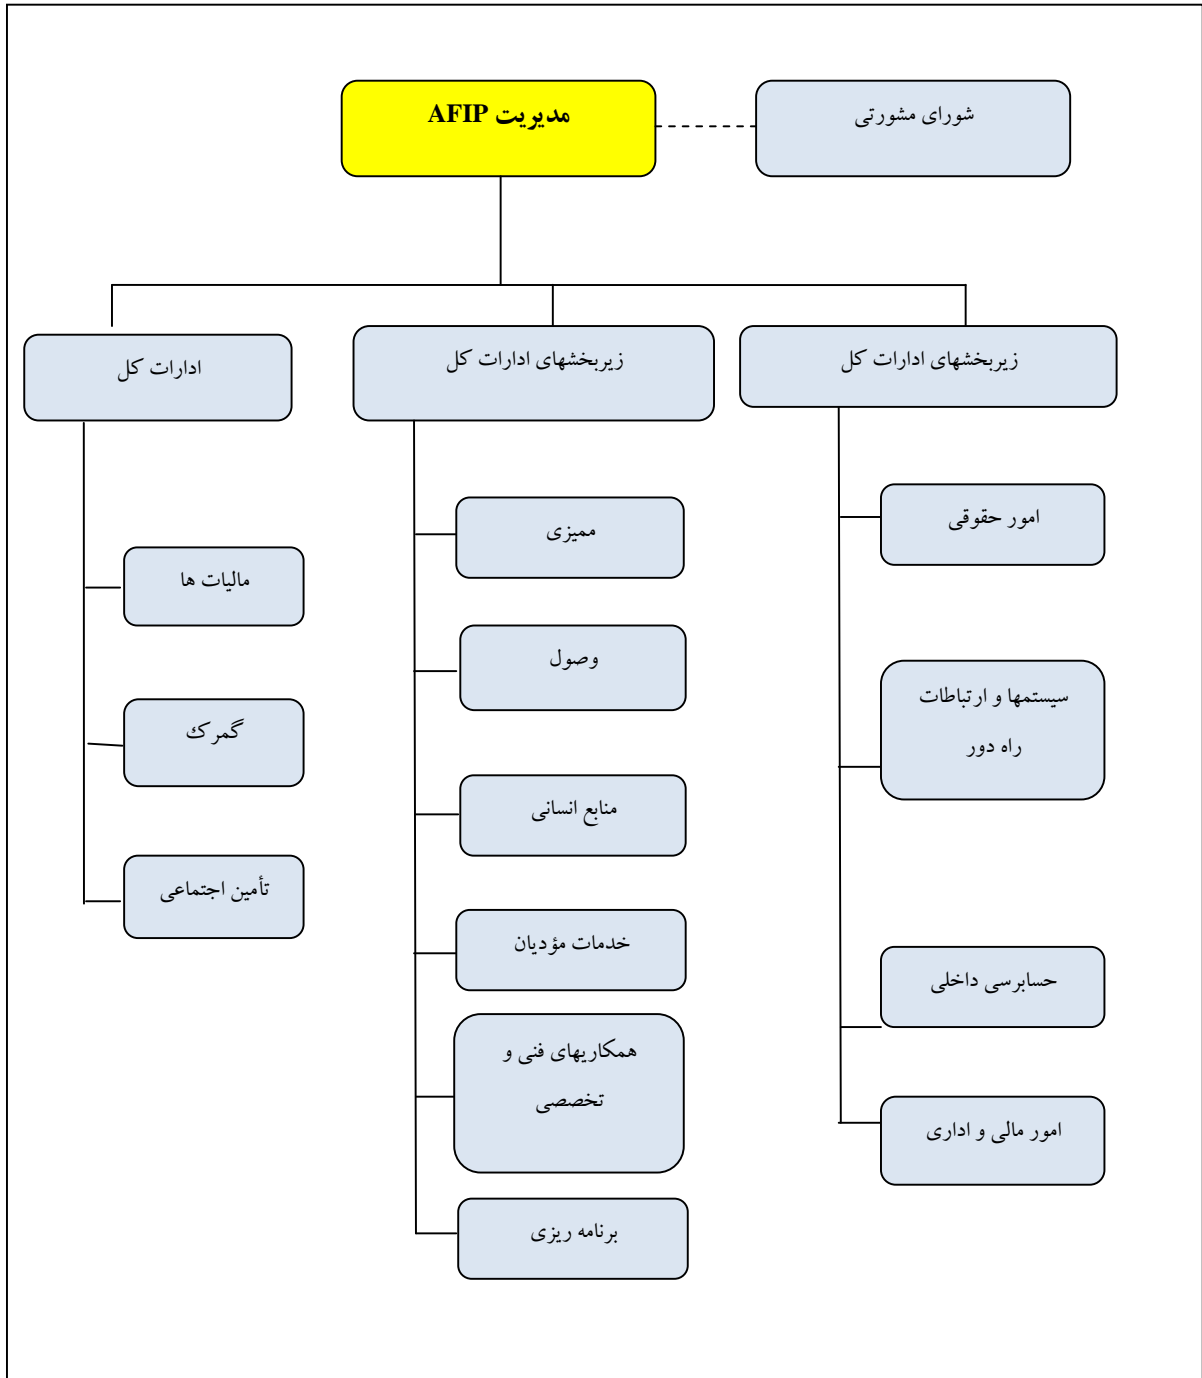 مدیریت AFIP
شورای مشورتی
زیربخشهای ادارات کل
زیربخشهای ادارات کل
ادارات کل
امور حقوقی
سیستمها و ارتباطات
راه دور
حسابرسی داخلی
امور مالی و اداری
ممیزی
وصول
منابع انسانی
خدمات مؤدیان
همکاریهای فنی و
تخصصی
برنامه ریزی
مالیات ها
گمرک
تأمین اجتماعی